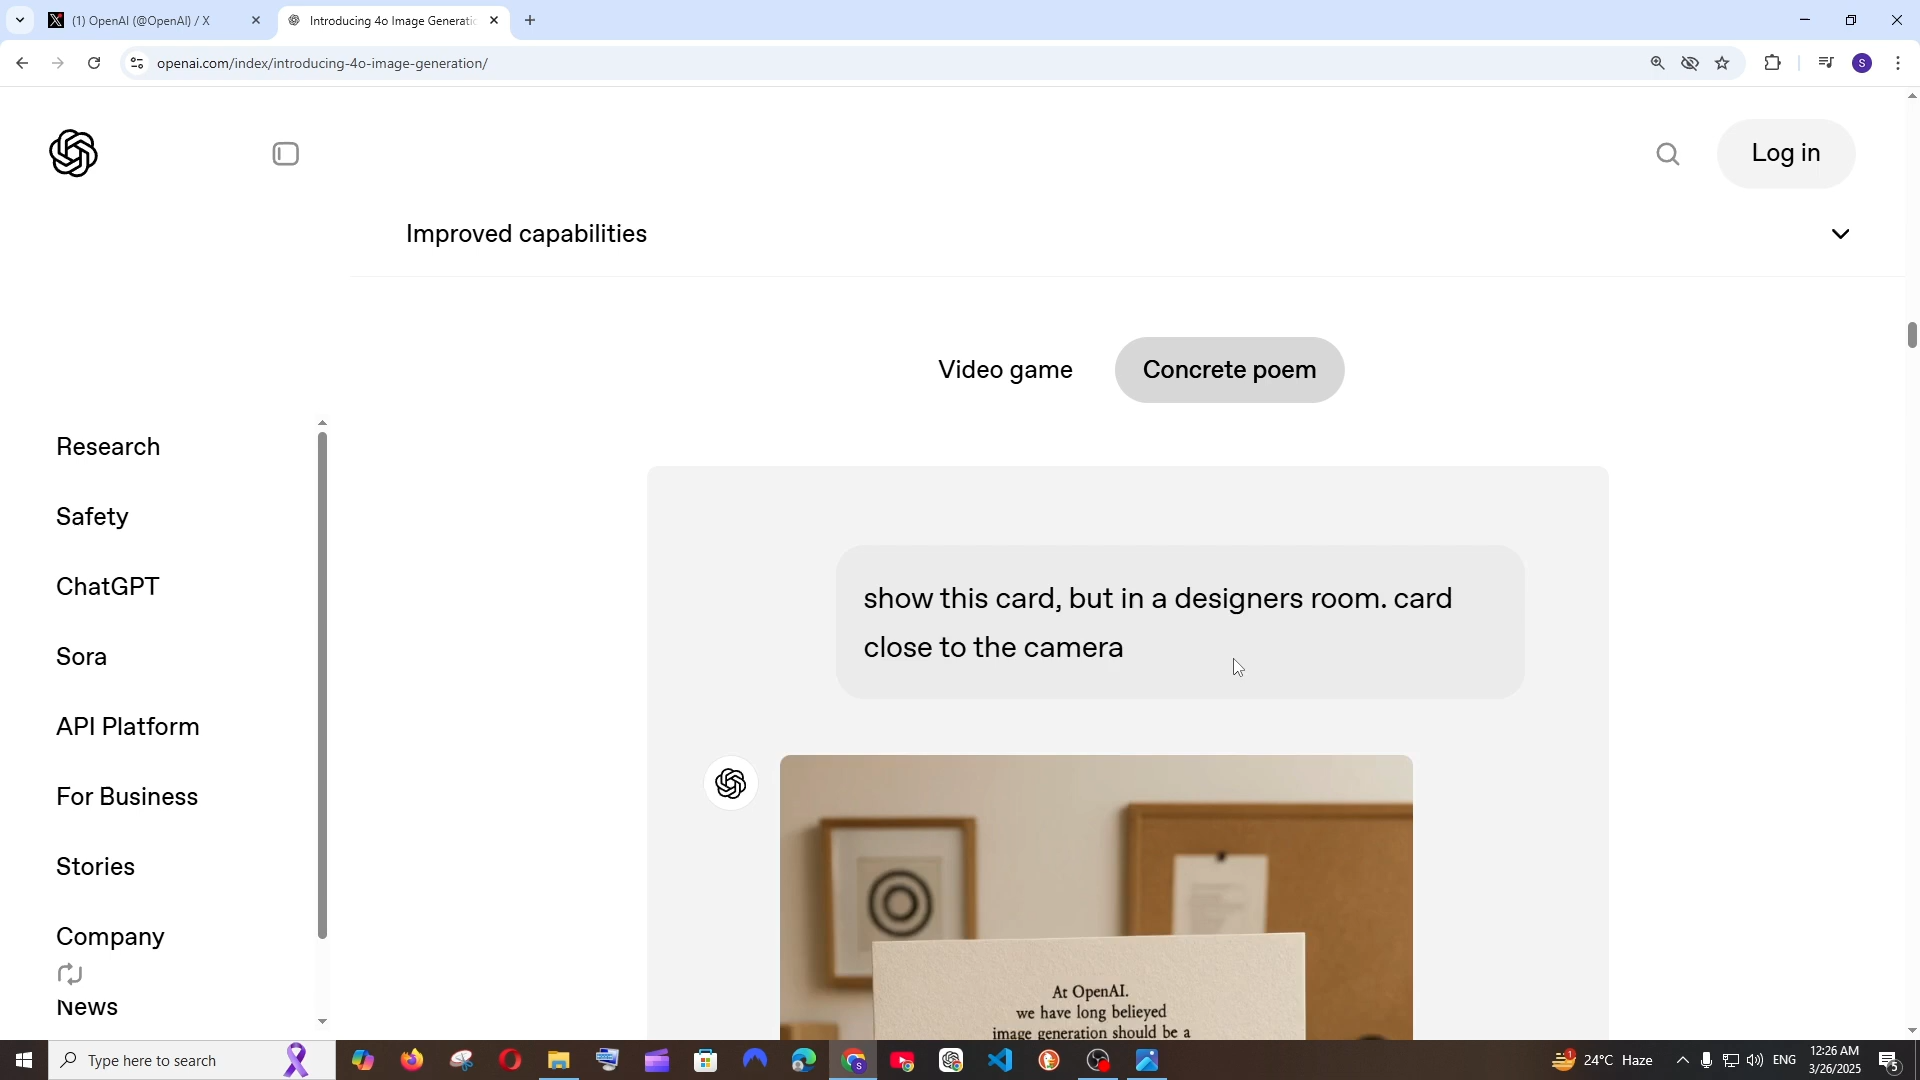 (1) OpenAI (@OpenAI) / X
Introducing 4o Image Generatic
openai.com/index/introducing-4o-image-generation/
S
Log in
Improved capabilities
Video game
Concrete poem
Research
Safety
ChatGPT
Sora
API Platform
For Business
Stories
Company
News
show this card, but in a designers room. card
close to the camera
At OpenAI.
we have long believed
image generation should be a
Type here to search
1
24°C Haze
ENG
12:26 AM
3/26/2025
5